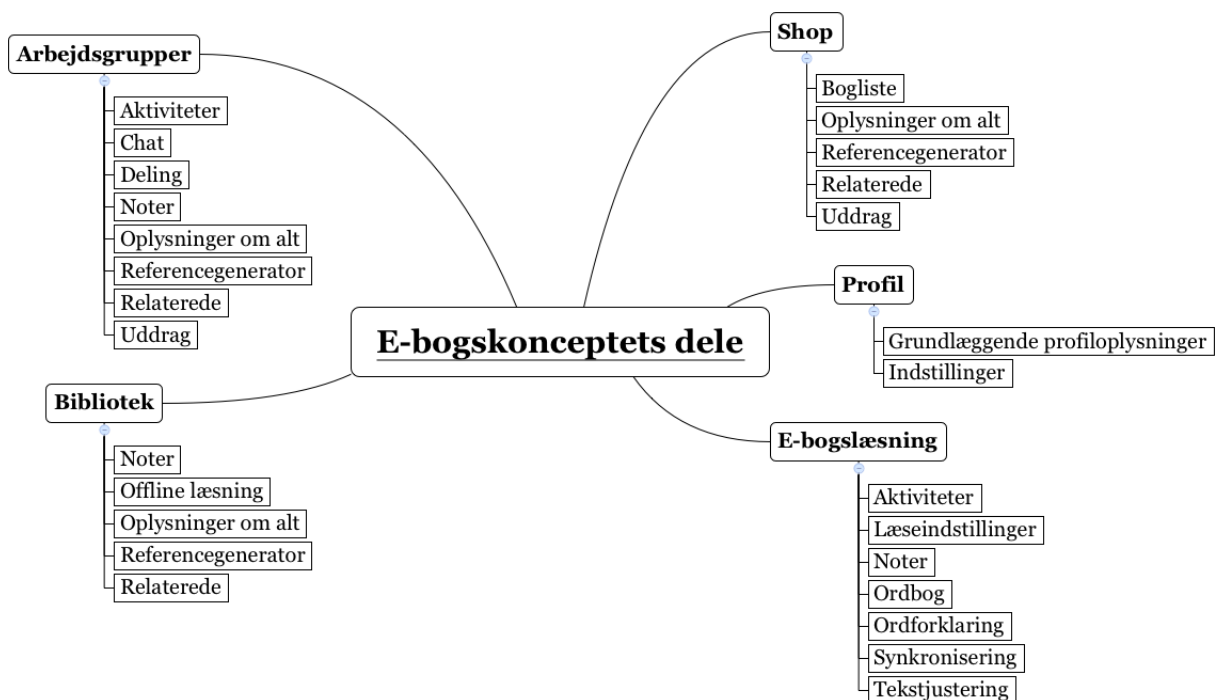 E-bogskonceptets dele
Arbejdsgrupper
Aktiviteter
Chat
Deling
Noter
Oplysninger om alt
Referencegenerator
Relaterede
Uddrag
Bibliotek
Noter
Offline læsning
Oplysninger om alt
Referencegenerator
Relaterede
Shop
Bogliste
Oplysninger om alt
Referencegenerator
Relaterede
Uddrag
Profil
Grundlæggende profiloplysninger
Indstillinger
E-bogslæsning
Aktiviteter
Læseindstillinger
Noter
Ordbog
Ordforklaring
Synkronisering
Tekstjustering